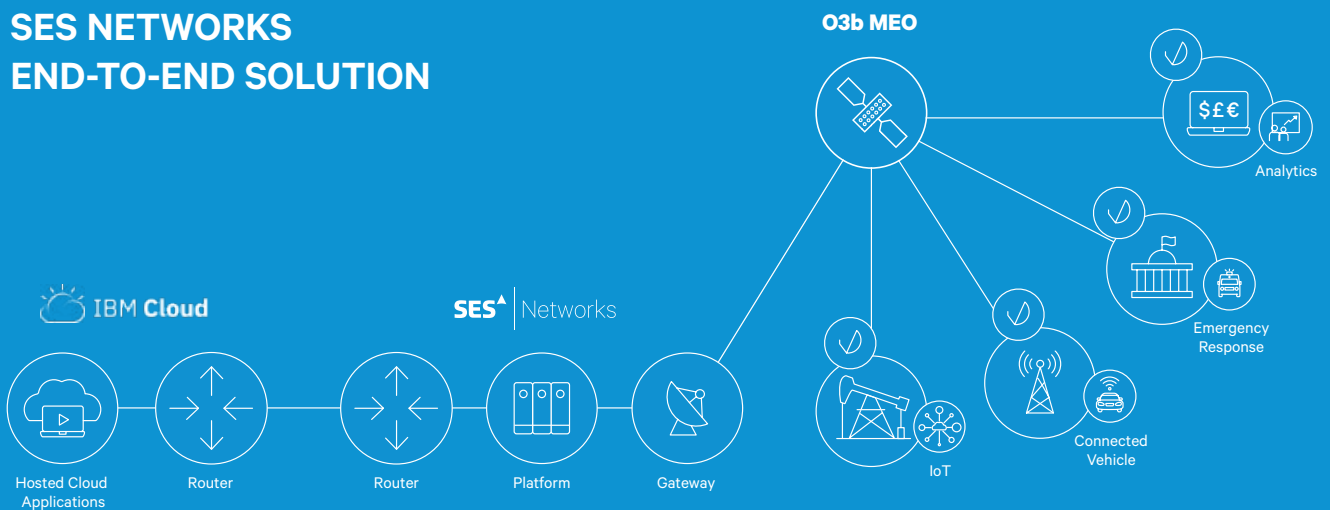 SES NETWORKS
END-TO-END SOLUTION
O3b MEO
$£€
Analytics
Emergency
Response
Connected
Vehicle
IoT
IBM Cloud
SES Networks
Hosted Cloud
Applications
Router
Router
Platform
Gateway